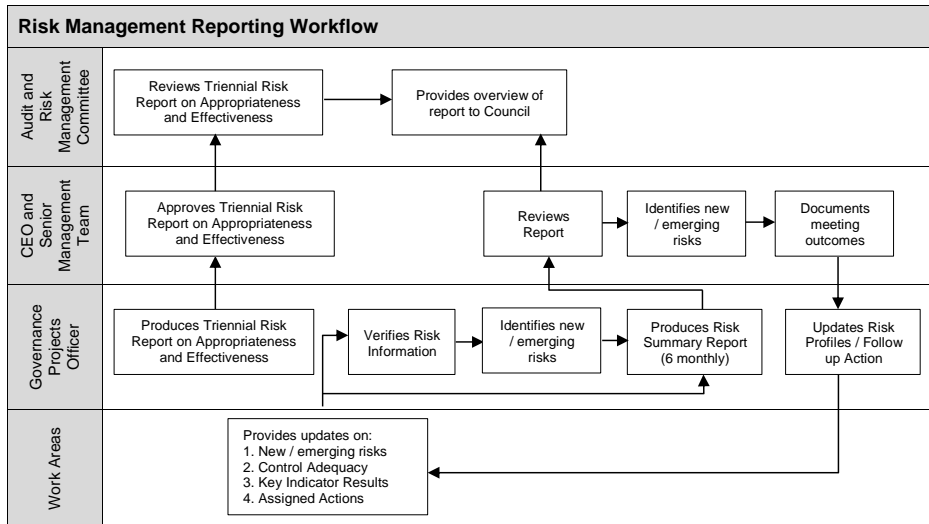 Risk Management Reporting Workflow
Audit and
Risk
Management
Committee
Reviews Triennial Risk
Report on Appropriateness
and Effectiveness
Provides overview of
report to Council
CEO and
Senior
Management
Team
Approves Triennial Risk
Report on Appropriateness
and Effectiveness
Reviews
Report
Identifies new
/ emerging
risks
Documents
meeting
outcomes
Governance
Projects
Officer
Produces Triennial Risk
Report on Appropriateness
and Effectiveness
Verifies Risk
Information
Identifies new
/ emerging
risks
Produces Risk
Summary Report
(6 monthly)
Updates Risk
Profiles / Follow
up Action
Work Areas
Provides updates on:
1. New / emerging risks
2. Control Adequacy
3. Key Indicator Results
4. Assigned Actions